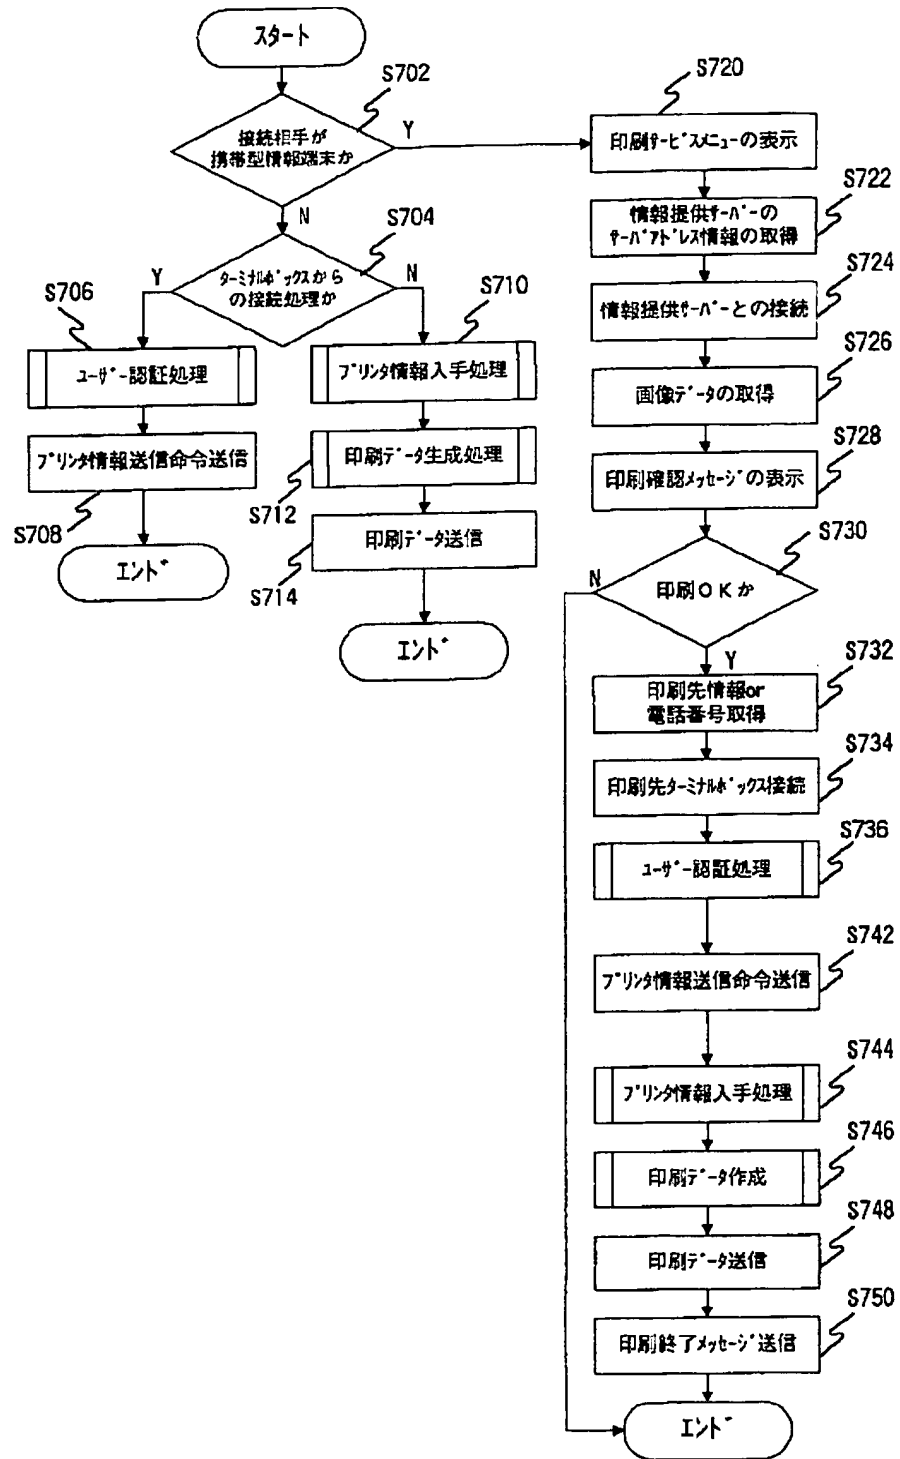 スタート
S702
接続相手が
携帯型情報端末か
Y
N
S704
ターミナルボックスから
の接続処理か
Y
N
S706
ユーザー認証処理
プリンタ情報送信命令送信
S708
エンド
S710
プリンタ情報入手処理
印刷データ生成処理
S712
印刷データ送信
S714
エンド
S720
印刷サービスメニューの表示
S722
情報提供サーバーの
サーバアドレス情報の取得
S724
情報提供サーバーとの接続
S726
画像データの取得
S728
印刷確認メッセージの表示
S730
印刷OKか
N
Y
S732
印刷先情報or
電話番号取得
S734
印刷先ターミナルボックス接続
S736
ユーザー認証処理
S742
プリンタ情報送信命令送信
S744
プリンタ情報入手処理
S746
印刷データ作成
S748
印刷データ送信
S750
印刷終了メッセージ送信
エンド